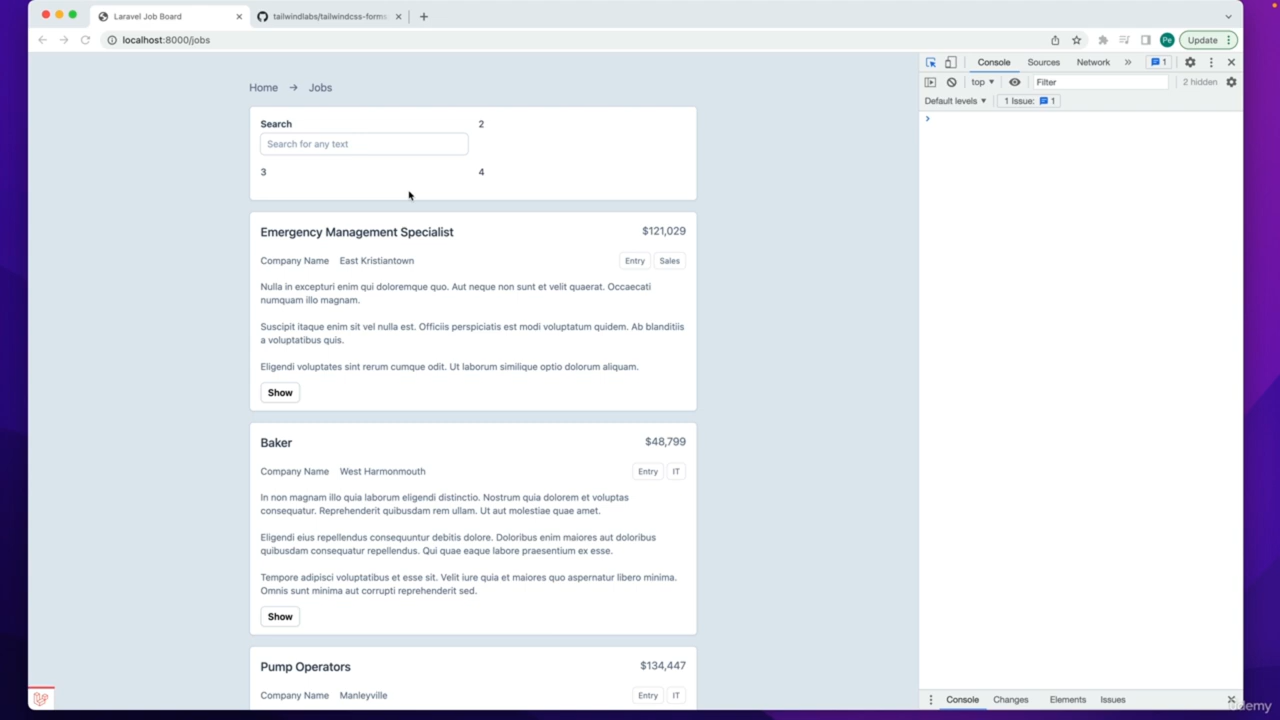 Laravel Job Board
tailwindlabs/tailwindcss-forms
localhost:8000/jobs
Pe
Update
Console Sources Network » 1
top Filter 2 hidden
Default levels 1 Issue: 1
Home → Jobs
Search 2
Search for any text
3 4
Emergency Management Specialist $121,029
Company Name East Kristiantown Entry Sales
Nulla in excepturi enim qui doloremque quo. Aut neque non sunt et velit quaerat. Occaecati
numquam illo magnam.
Suscipit itaque enim sit vel nulla est. Officiis perspiciatis est modi voluptatum quidem. Ab blanditiis
a voluptatibus quis.
Eligendi voluptates sint rerum cumque odit. Ut laborum similique optio dolorum aliquam.
Show
Baker $48,799
Company Name West Harmonmouth Entry IT
In non magnam illo quia laborum eligendi distinctio. Nostrum quia dolorem et voluptas
consequatur. Reprehenderit quibusdam rem ullam. Ut aut molestiae quae amet.
Eligendi eius repellendus consequuntur debitis dolore. Doloribus enim maiores aut doloribus
quibusdam consequatur repellendus. Qui quae eaque labore praesentium ex esse.
Tempore adipisci voluptatibus et esse sit. Velit iure quia et maiores quo aspernatur libero minima.
Omnis sunt minima aut corrupti reprehenderit sed.
Show
Pump Operators $134,447
Company Name Manleyville Entry IT
Console Changes Elements Issues